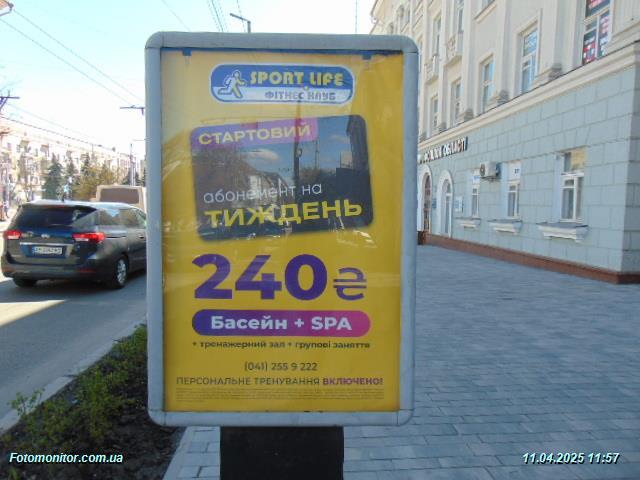 SPORT LIFE
ФІТНЕС КЛУБ
СТАРТОВИЙ
абонемент на
ТИЖДЕНЬ
240₴
Басейн + SPA
+ тренажерний зал + групові заняття
(041) 255 9 222
ПЕРСОНАЛЬНЕ ТРЕНУВАННЯ ВКЛЮЧЕНО!
ОБЛАСТІ
Fotomonitor.com.ua
11.04.2025 11:57